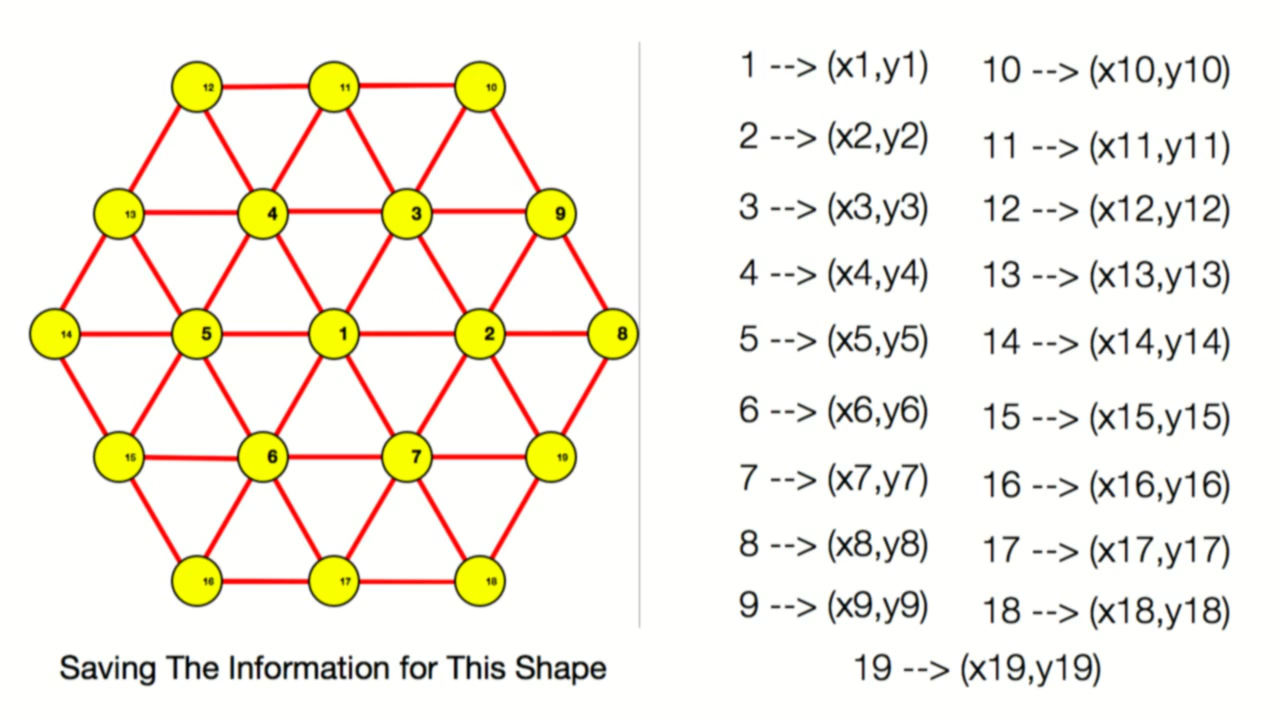 12 11 10
13 4 3 9
14 5 1 2 8
15 6 7 19
16 17 18
Saving The Information for This Shape
1 --> (x1,y1)
2 --> (x2,y2)
3 --> (x3,y3)
4 --> (x4,y4)
5 --> (x5,y5)
6 --> (x6,y6)
7 --> (x7,y7)
8 --> (x8,y8)
9 --> (x9,y9)
10 --> (x10,y10)
11 --> (x11,y11)
12 --> (x12,y12)
13 --> (x13,y13)
14 --> (x14,y14)
15 --> (x15,y15)
16 --> (x16,y16)
17 --> (x17,y17)
18 --> (x18,y18)
19 --> (x19,y19)